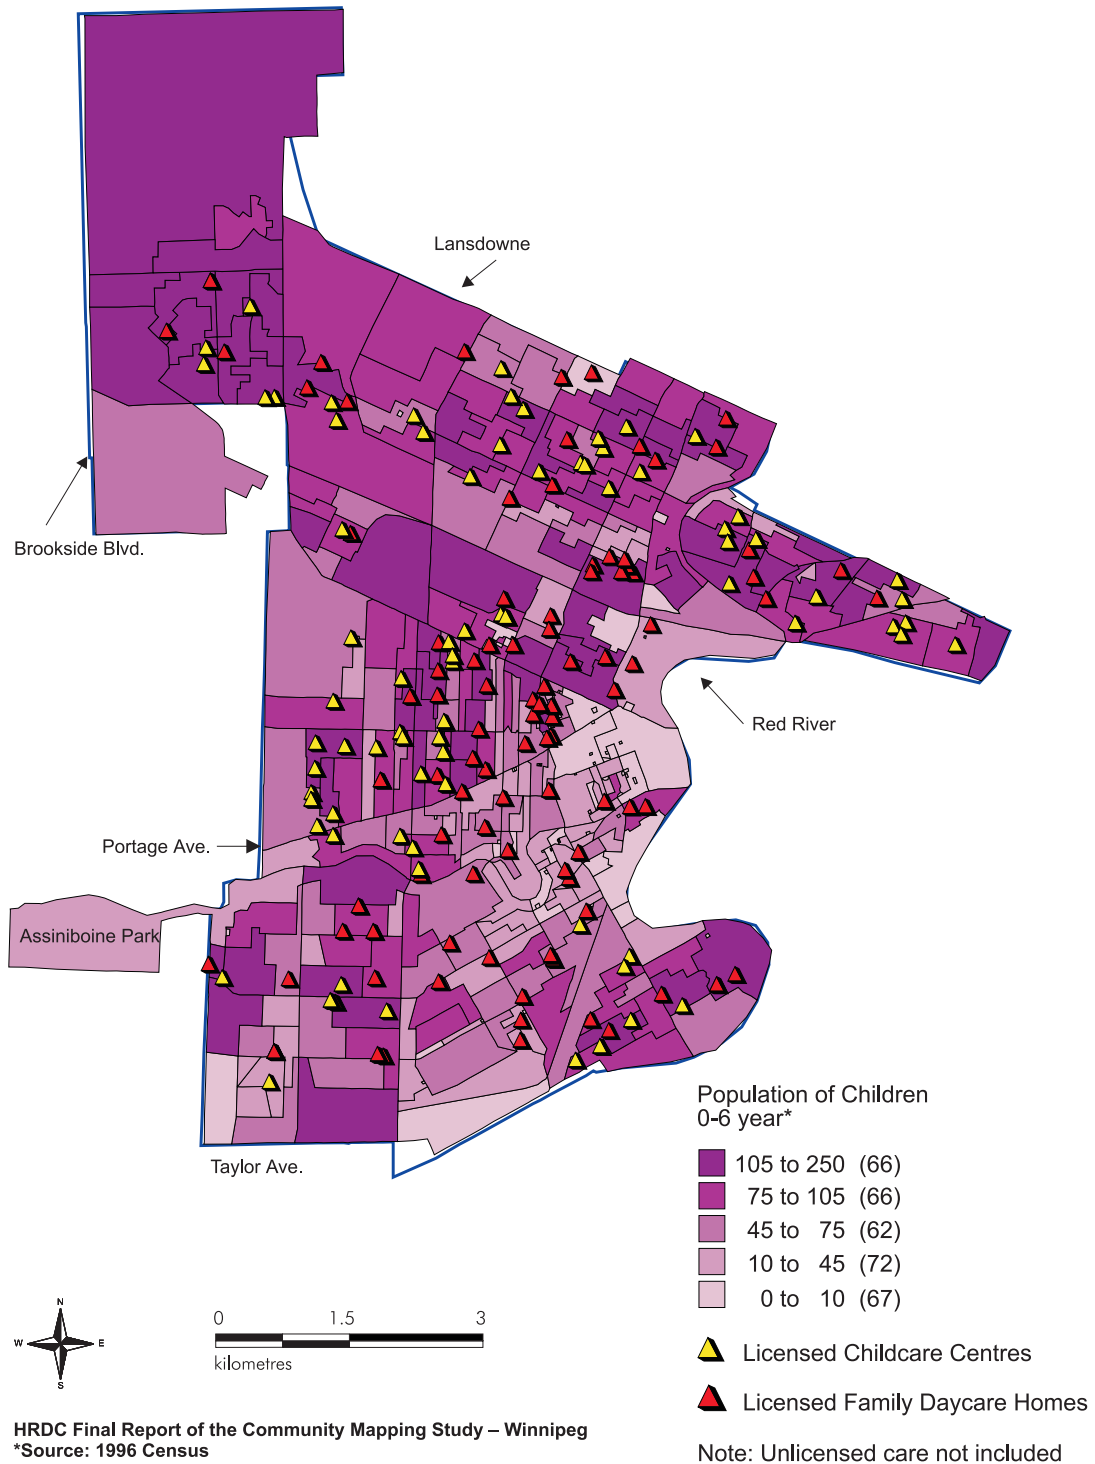 Lansdowne
Brookside Blvd.
Red River
Portage Ave.
Assiniboine Park
Taylor Ave.
Population of Children
0-6 year*
105 to 250 (66)
75 to 105 (66)
45 to 75 (62)
10 to 45 (72)
0 to 10 (67)
Licensed Childcare Centres
Licensed Family Daycare Homes
Note: Unlicensed care not included
N
W E
S
0 1.5 3
kilometres
HRDC Final Report of the Community Mapping Study – Winnipeg
*Source: 1996 Census